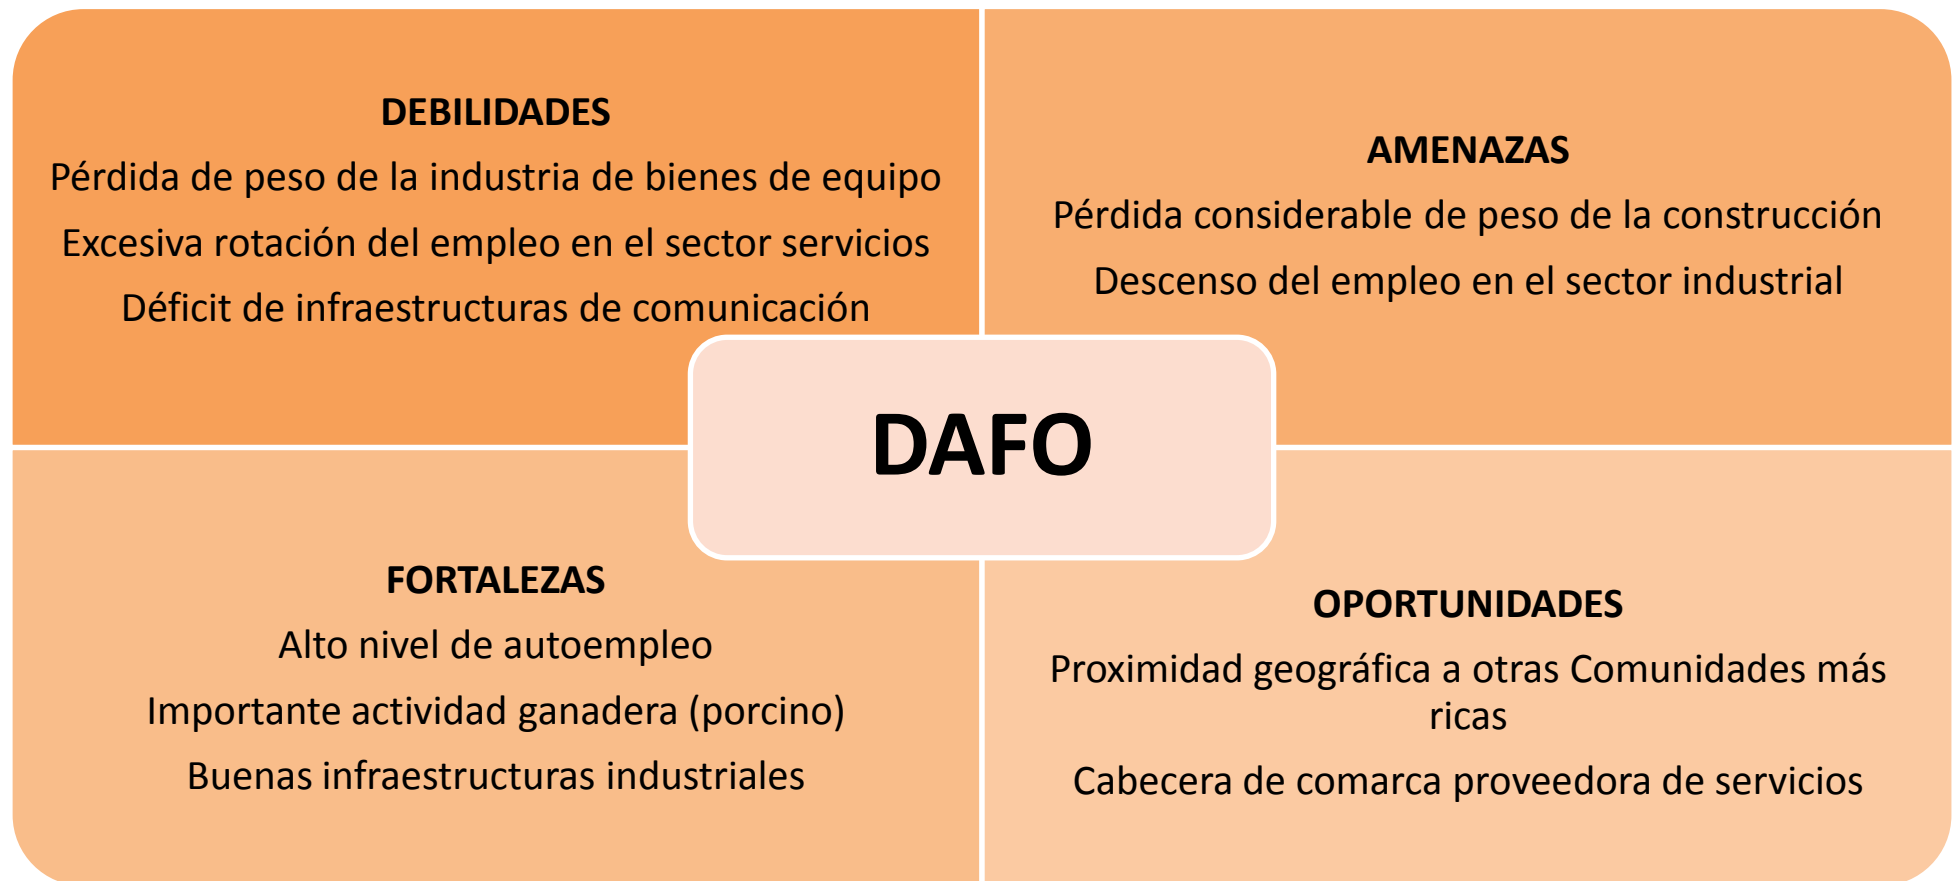 DEBILIDADES
Pérdida de peso de la industria de bienes de equipo
Excesiva rotación del empleo en el sector servicios
Déficit de infraestructuras de comunicación
AMENAZAS
Pérdida considerable de peso de la construcción
Descenso del empleo en el sector industrial
DAFO
FORTALEZAS
Alto nivel de autoempleo
Importante actividad ganadera (porcino)
Buenas infraestructuras industriales
OPORTUNIDADES
Proximidad geográfica a otras Comunidades más
ricas
Cabecera de comarca proveedora de servicios